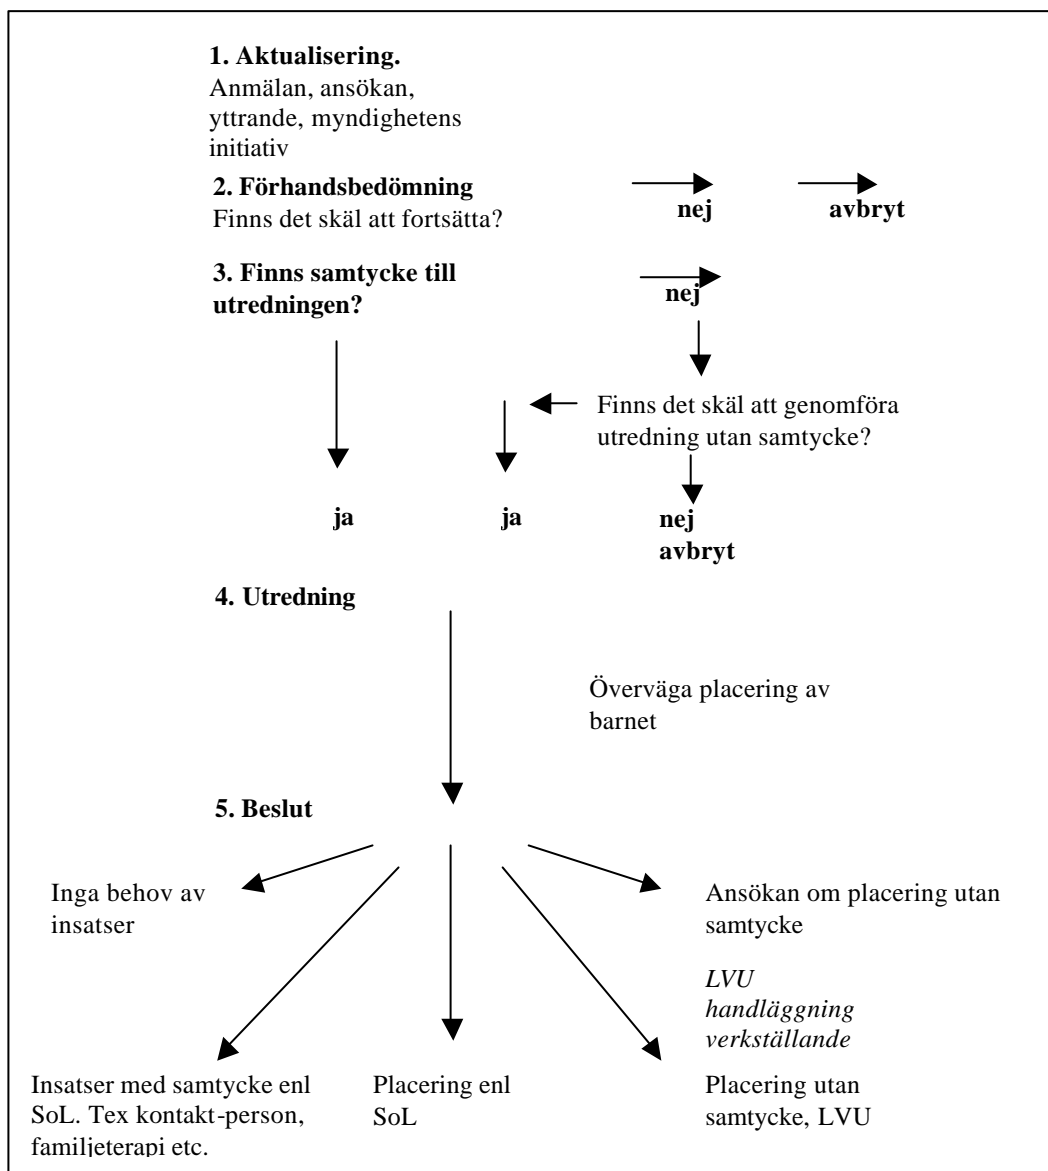 1. Aktualisering.
Anmälan, ansökan,
yttrande, myndighetens
initiativ
2. Förhandsbedömning
Finns det skäl att fortsätta?
nej
avbryt
3. Finns samtycke till
utredningen?
nej
Finns det skäl att genomföra
utredning utan samtycke?
ja
ja
nej
avbryt
4. Utredning
Överväga placering av
barnet
5. Beslut
Inga behov av
insatser
Ansökan om placering utan
samtycke
LVU
handläggning
verkställande
Insatser med samtycke enl
SoL. Tex kontakt-person,
familjeterapi etc.
Placering enl
SoL
Placering utan
samtycke, LVU